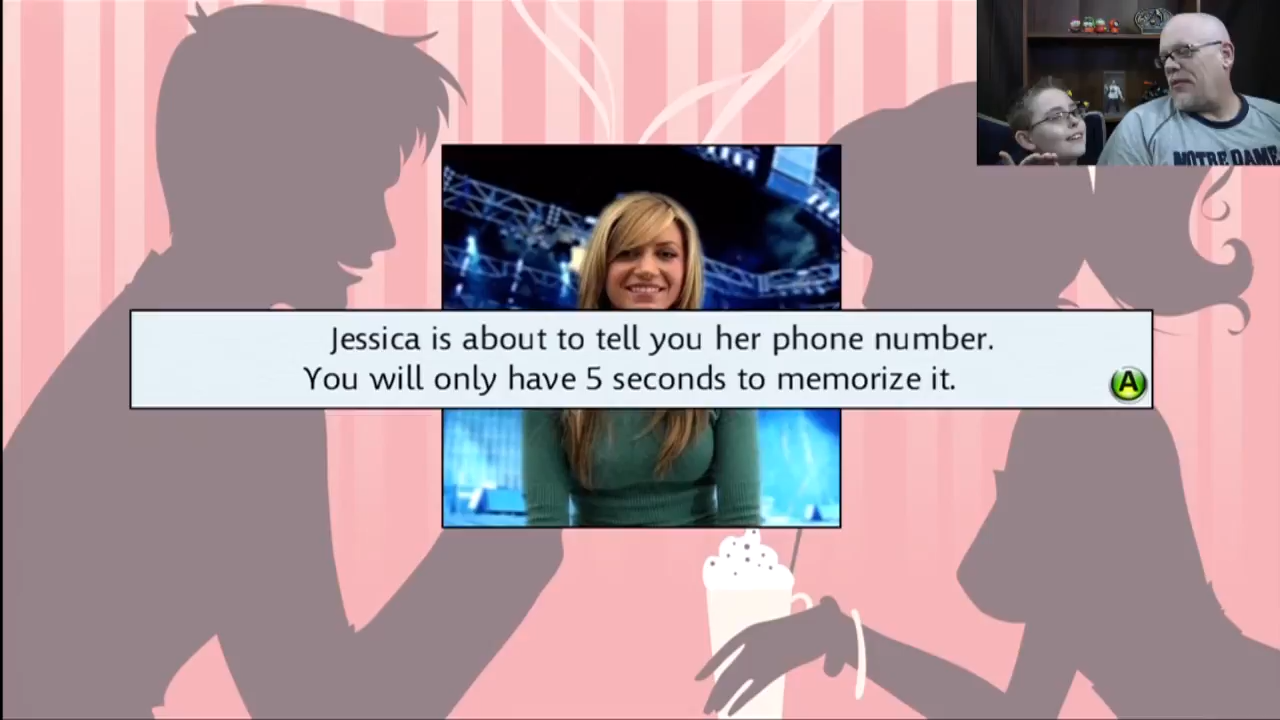 NOTRE DAME
Jessica is about to tell you her phone number.
You will only have 5 seconds to memorize it.
A